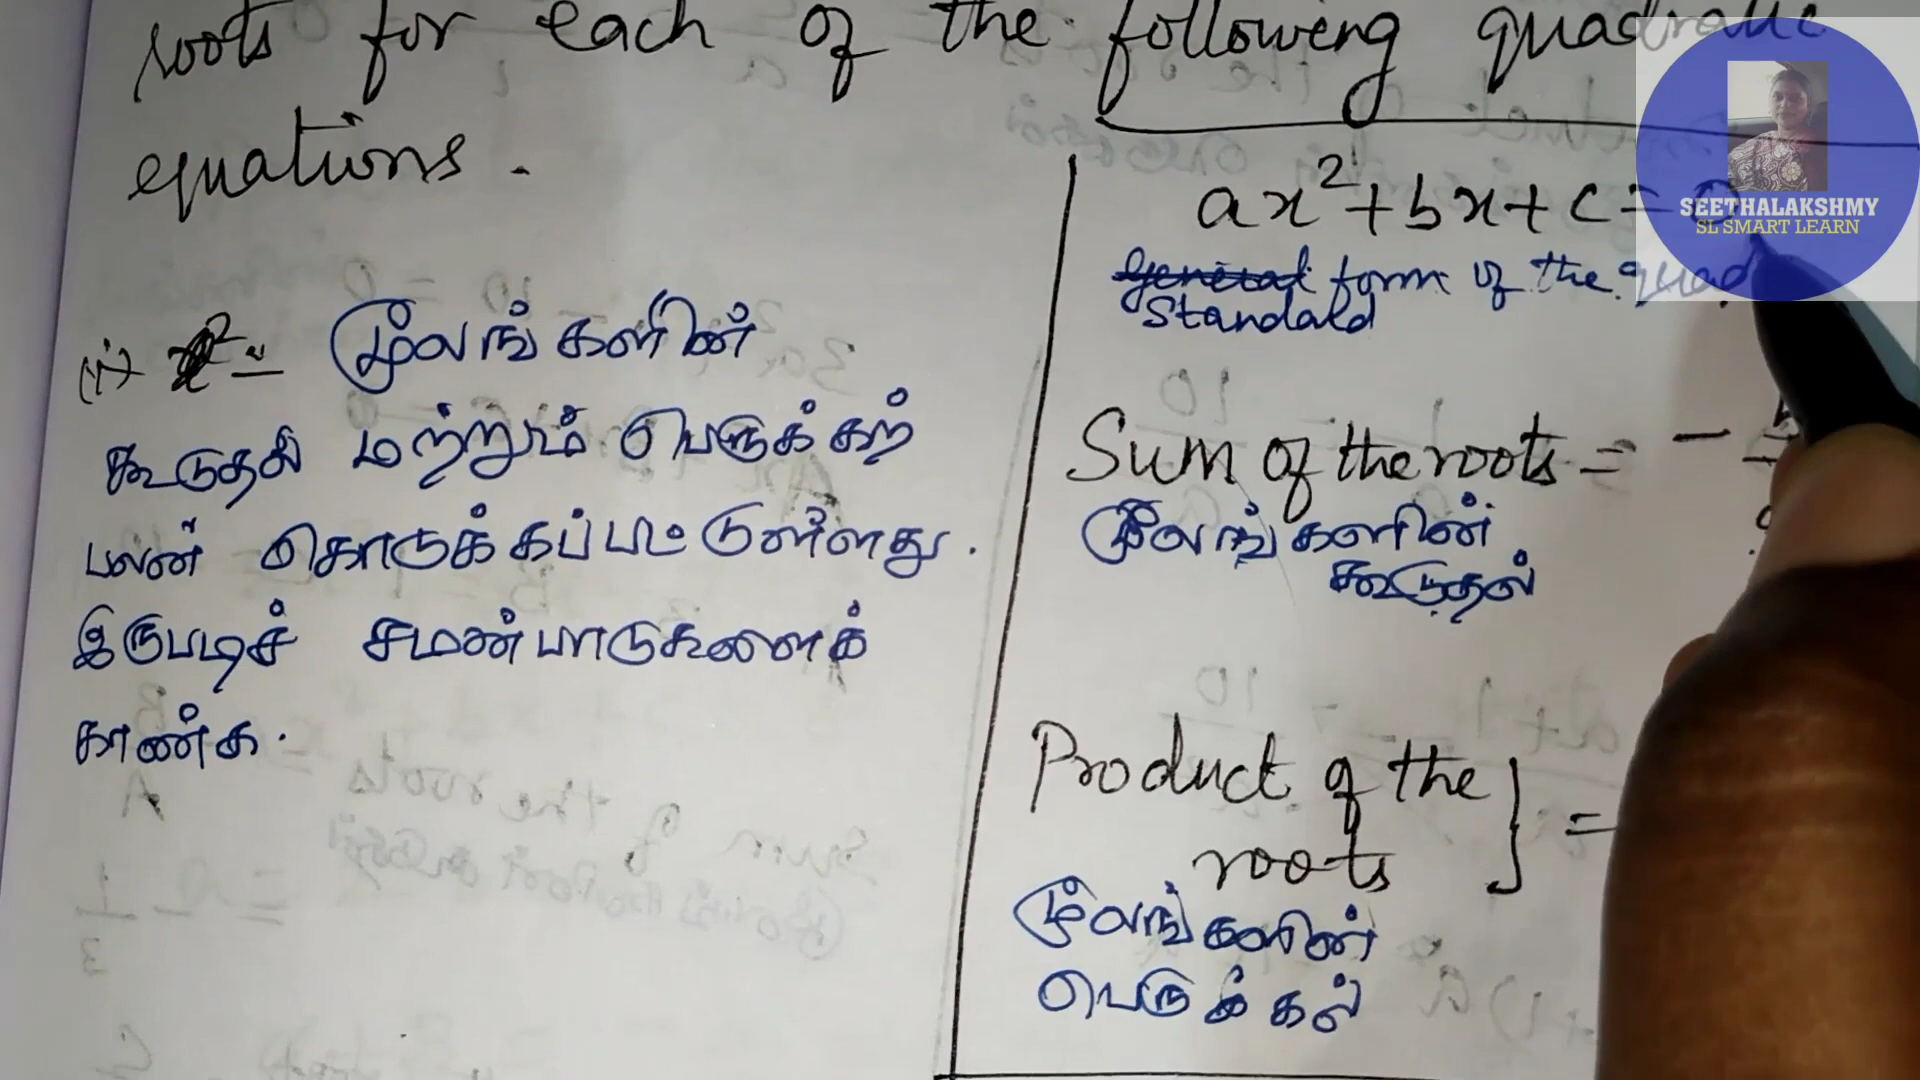 roots for each of the following quadratic
equations.
(i) மூலங்களின்
கூடுதல் மற்றும் பெருக்கற்
பலன் கொடுக்கப்பட்டுள்ளது.
இருபடிச் சமன்பாடுகளைக்
காண்க.
ax²+bx+c=0
form of the quad
Standard
Sum of the roots = - b
மூலங்களின்
கூடுதல்
Product of the
roots } =
மூலங்களின்
பெருக்கல்
SEETHALAKSHMY
SL SMART LEARN